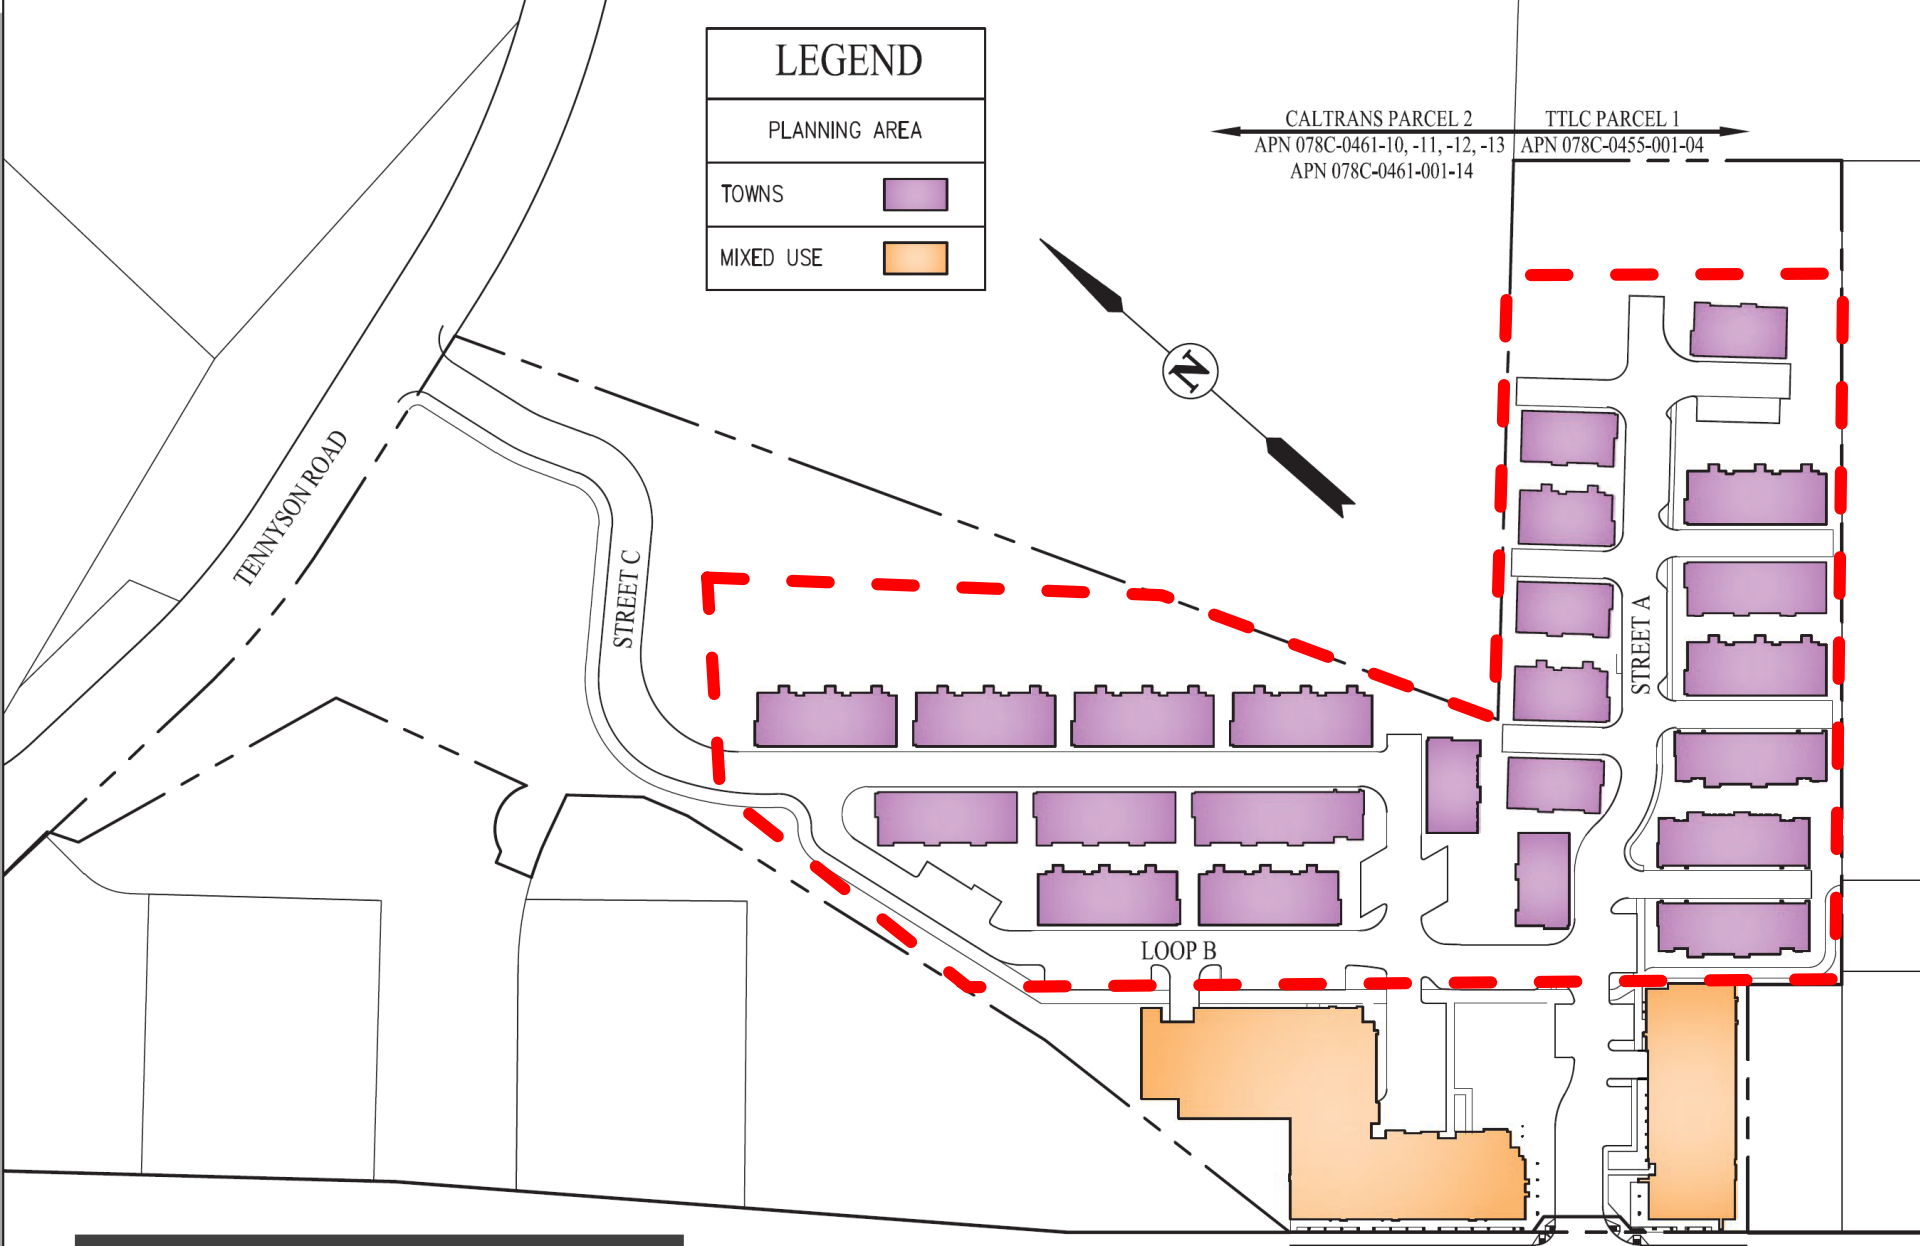 LEGEND
PLANNING AREA
TOWNS
MIXED USE
CALTRANS PARCEL 2
APN 078C-0461-10, -11, -12, -13
APN 078C-0461-001-14
TTLC PARCEL 1
APN 078C-0455-001-04
N
TENNYSON ROAD
STREET C
STREET A
LOOP B